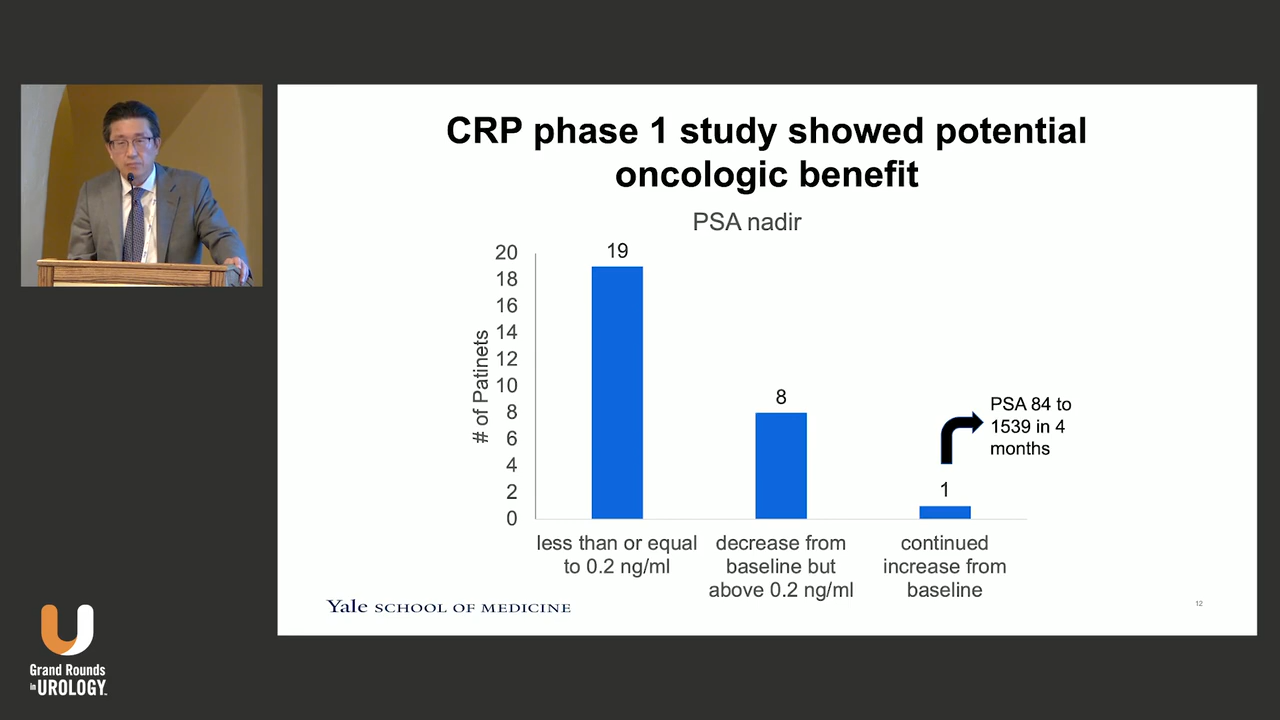 CRP phase 1 study showed potential
oncologic benefit
PSA nadir
# of Patinets
20
18
16
14
12
10
8
6
4
2
0
19
8
1
PSA 84 to
1539 in 4
months
less than or equal
to 0.2 ng/ml
decrease from
baseline but
above 0.2 ng/ml
continued
increase from
baseline
Yale SCHOOL OF MEDICINE
12
Grand Rounds
in UROLOGY